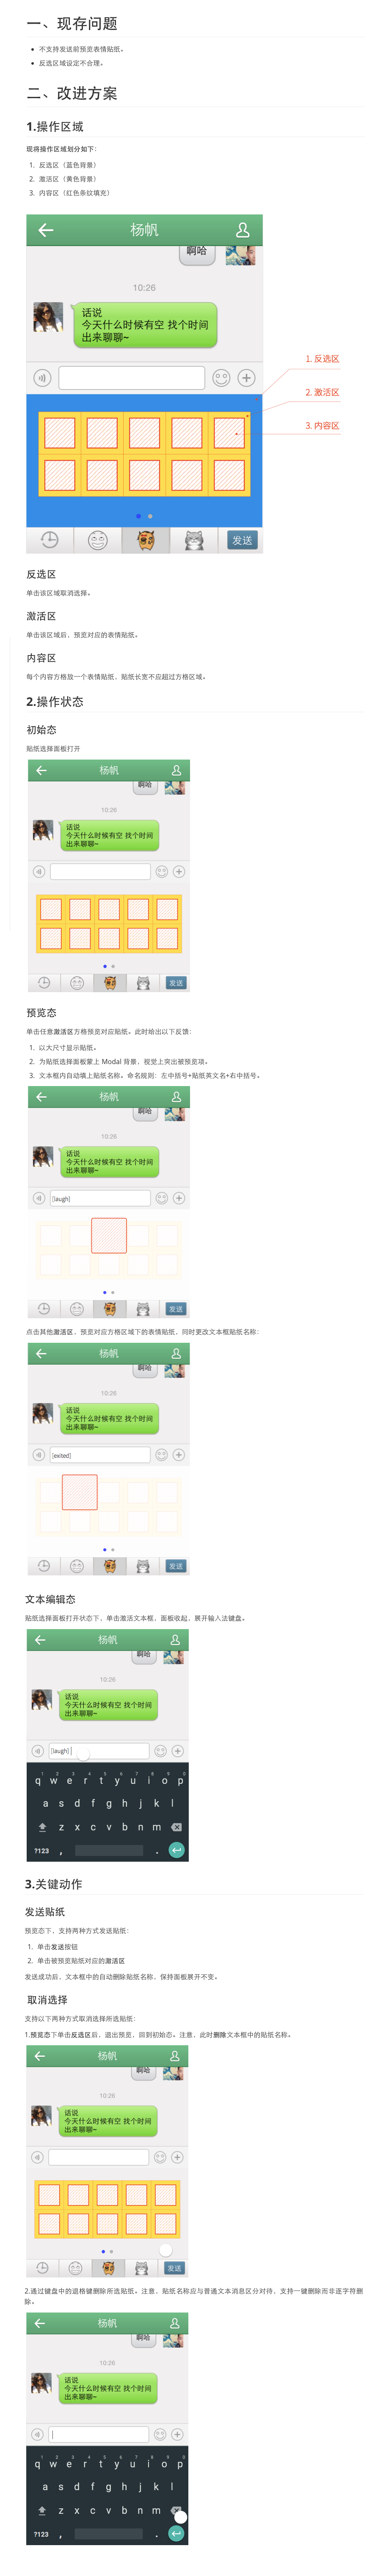 一、现存问题
不支持发送前预览表情贴纸。
反选区域设定不合理。
二、改进方案
1.操作区域
现将操作区域划分如下：
1. 反选区（蓝色背景）
2. 激活区（黄色背景）
3. 内容区（红色条纹填充）
杨帆
啊哈
10:26
话说
今天什么时候有空 找个时间
出来聊聊~
1. 反选区
2. 激活区
3. 内容区
发送
反选区
单击该区域取消选择。
激活区
单击该区域后，预览对应的表情贴纸。
内容区
每个内容方格放一个表情贴纸，贴纸长宽不应超过方格区域。
2.操作状态
初始态
贴纸选择面板打开
杨帆
啊哈
10:26
话说
今天什么时候有空 找个时间
出来聊聊~
发送
预览态
单击任意激活区方格预览对应贴纸。此时给出以下反馈：
1. 以大尺寸显示贴纸。
2. 为贴纸选择面板蒙上 Modal 背景，视觉上突出被预览项。
3. 文本框内自动填上贴纸名称。命名规则：左中括号+贴纸英文名+右中括号。
杨帆
啊哈
10:26
话说
今天什么时候有空 找个时间
出来聊聊~
[laugh]
发送
点击其他激活区，预览对应方格区域下的表情贴纸，同时更改文本框贴纸名称：
杨帆
啊哈
10:26
话说
今天什么时候有空 找个时间
出来聊聊~
[exited]
发送
文本编辑态
贴纸选择面板打开状态下，单击激活文本框，面板收起，展开输入法键盘。
杨帆
啊哈
10:26
话说
今天什么时候有空 找个时间
出来聊聊~
[laugh]
1 2 3 4 5 6 7 8 9 0
q w e r t y u i o p
a s d f g h j k l
z x c v b n m
?123 , .
3.关键动作
发送贴纸
预览态下，支持两种方式发送贴纸：
1. 单击发送按钮
2. 单击被预览贴纸对应的激活区
发送成功后，文本框中的自动删除贴纸名称，保持面板展开不变。
取消选择
支持以下两种方式取消选择所选贴纸：
1.预览态下单击反选区后，退出预览，回到初始态。注意，此时删除文本框中的贴纸名称。
杨帆
啊哈
10:26
话说
今天什么时候有空 找个时间
出来聊聊~
发送
2.通过键盘中的退格键删除所选贴纸。注意，贴纸名称应与普通文本消息区分对待，支持一键删除而非逐字符删
除。
杨帆
啊哈
10:26
话说
今天什么时候有空 找个时间
出来聊聊~
1 2 3 4 5 6 7 8 9 0
q w e r t y u i o p
a s d f g h j k l
z x c v b n m
?123 , .